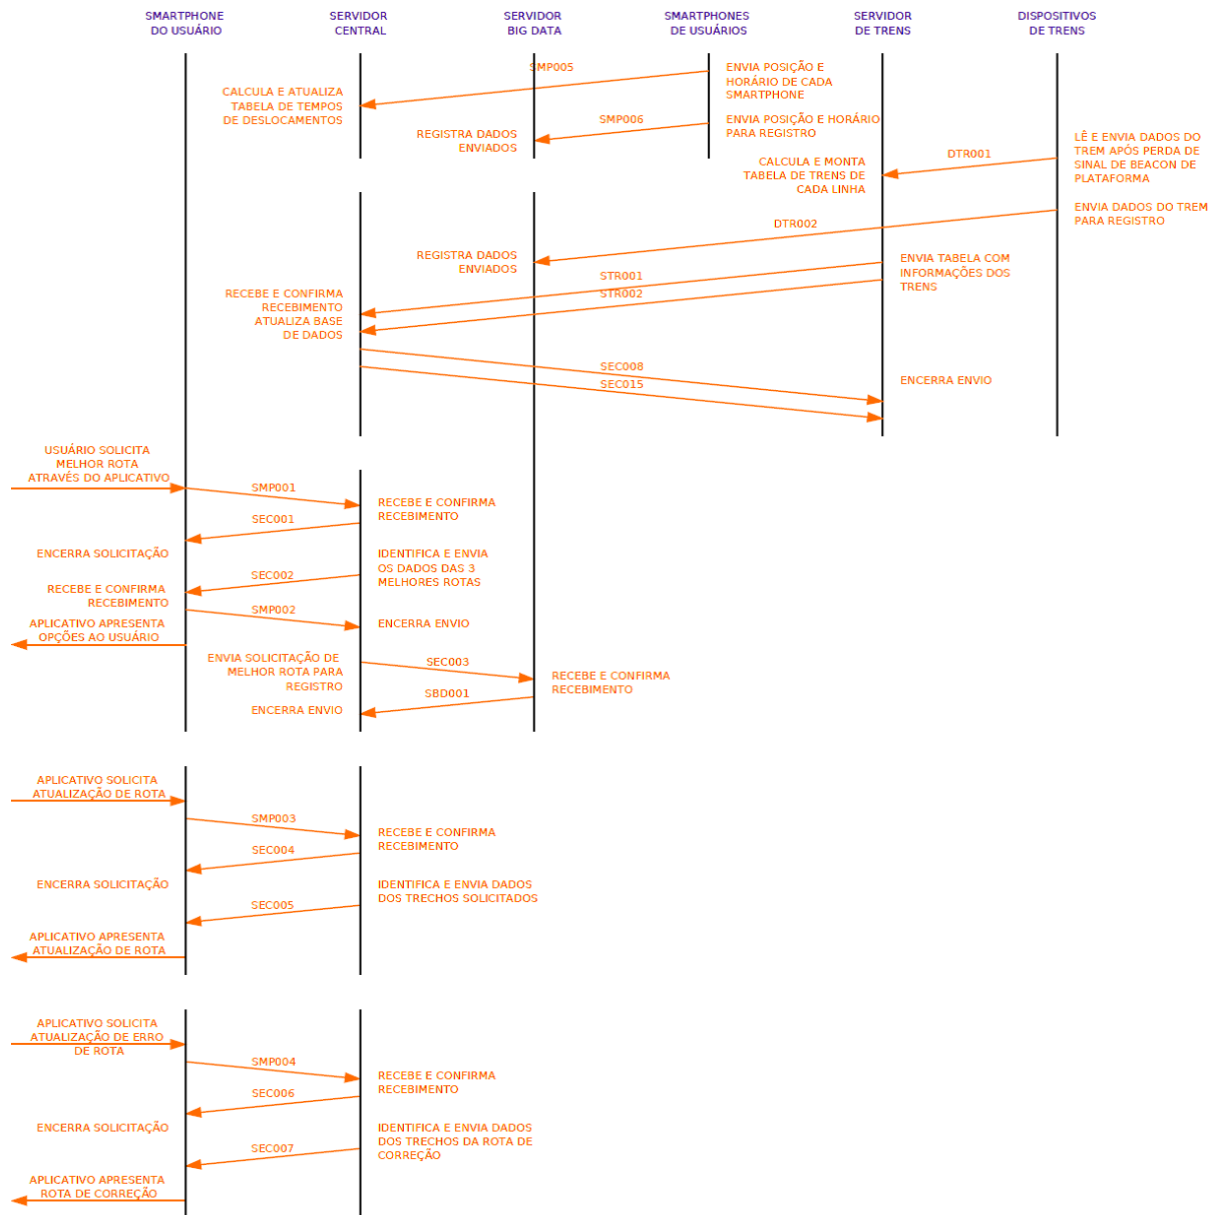 SMARTPHONE
DO USUÁRIO
SERVIDOR
CENTRAL
SERVIDOR
BIG DATA
SMARTPHONES
DE USUÁRIOS
SERVIDOR
DE TRENS
DISPOSITIVOS
DE TRENS
SMP005
ENVIA POSIÇÃO E
HORÁRIO DE CADA
SMARTPHONE
CALCULA E ATUALIZA
TABELA DE TEMPOS
DE DESLOCAMENTOS
SMP006
ENVIA POSIÇÃO E HORÁRIO
PARA REGISTRO
REGISTRA DADOS
ENVIADOS
LÊ E ENVIA DADOS DO
TREM APÓS PERDA DE
SINAL DE BEACON DE
PLATAFORMA
DTR001
CALCULA E MONTA
TABELA DE TRENS DE
CADA LINHA
ENVIA DADOS DO TREM
PARA REGISTRO
DTR002
REGISTRA DADOS
ENVIADOS
ENVIA TABELA COM
INFORMAÇÕES DOS
TRENS
STR001
STR002
RECEBE E CONFIRMA
RECEBIMENTO
ATUALIZA BASE
DE DADOS
SEC008
SEC015
ENCERRA ENVIO
USUÁRIO SOLICITA
MELHOR ROTA
ATRAVÉS DO APLICATIVO
SMP001
RECEBE E CONFIRMA
RECEBIMENTO
SEC001
ENCERRA SOLICITAÇÃO
IDENTIFICA E ENVIA
OS DADOS DAS 3
MELHORES ROTAS
SEC002
RECEBE E CONFIRMA
RECEBIMENTO
SMP002
ENCERRA ENVIO
APLICATIVO APRESENTA
OPÇÕES AO USUÁRIO
ENVIA SOLICITAÇÃO DE
MELHOR ROTA PARA
REGISTRO
SEC003
RECEBE E CONFIRMA
RECEBIMENTO
SBD001
ENCERRA ENVIO
APLICATIVO SOLICITA
ATUALIZAÇÃO DE ROTA
SMP003
RECEBE E CONFIRMA
RECEBIMENTO
SEC004
ENCERRA SOLICITAÇÃO
IDENTIFICA E ENVIA DADOS
DOS TRECHOS SOLICITADOS
SEC005
APLICATIVO APRESENTA
ATUALIZAÇÃO DE ROTA
APLICATIVO SOLICITA
ATUALIZAÇÃO DE ERRO
DE ROTA
SMP004
RECEBE E CONFIRMA
RECEBIMENTO
SEC006
ENCERRA SOLICITAÇÃO
IDENTIFICA E ENVIA DADOS
DOS TRECHOS DA ROTA DE
CORREÇÃO
SEC007
APLICATIVO APRESENTA
ROTA DE CORREÇÃO